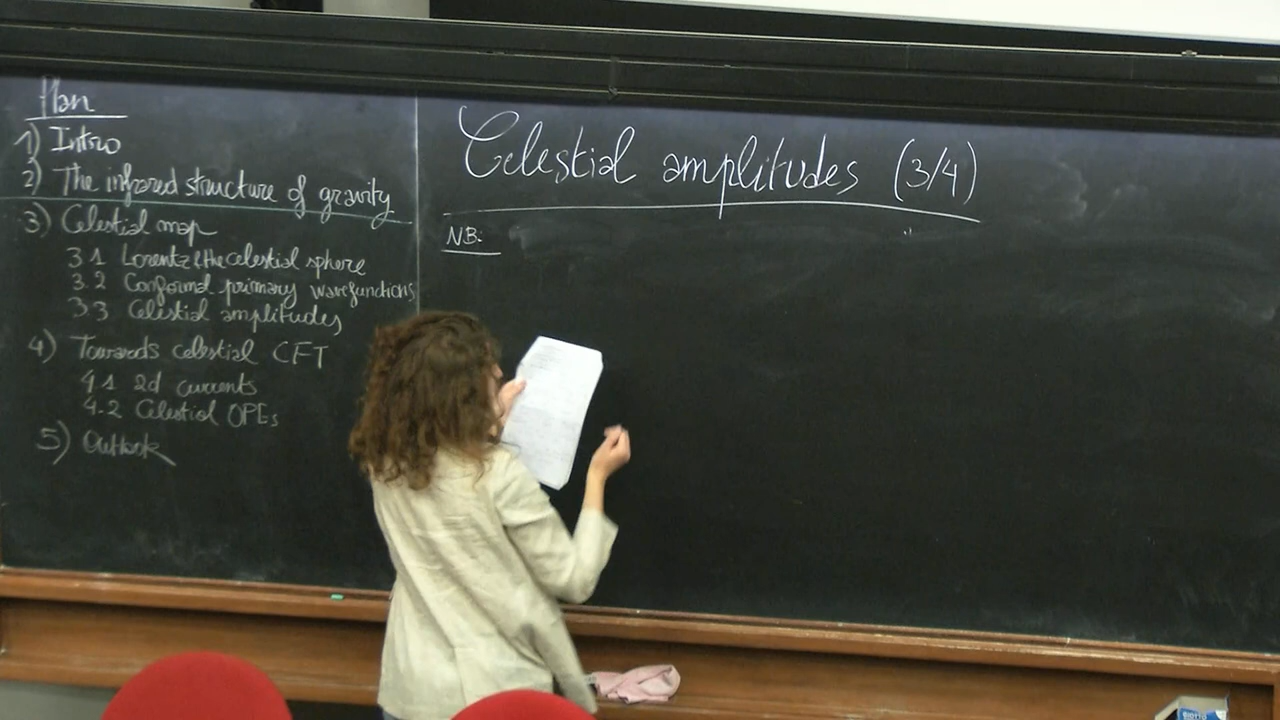 Plan
1) Intro
2) The infrared structure of gravity
3) Celestial map
3.1 Lorentz & the celestial sphere
3.2 Conformal primary wavefunctions
3.3 Celestial amplitudes
4) Towards celestial CFT
4.1 2d currents
4.2 Celestial OPEs
5) Outlook
Celestial amplitudes (3/4)
NB: